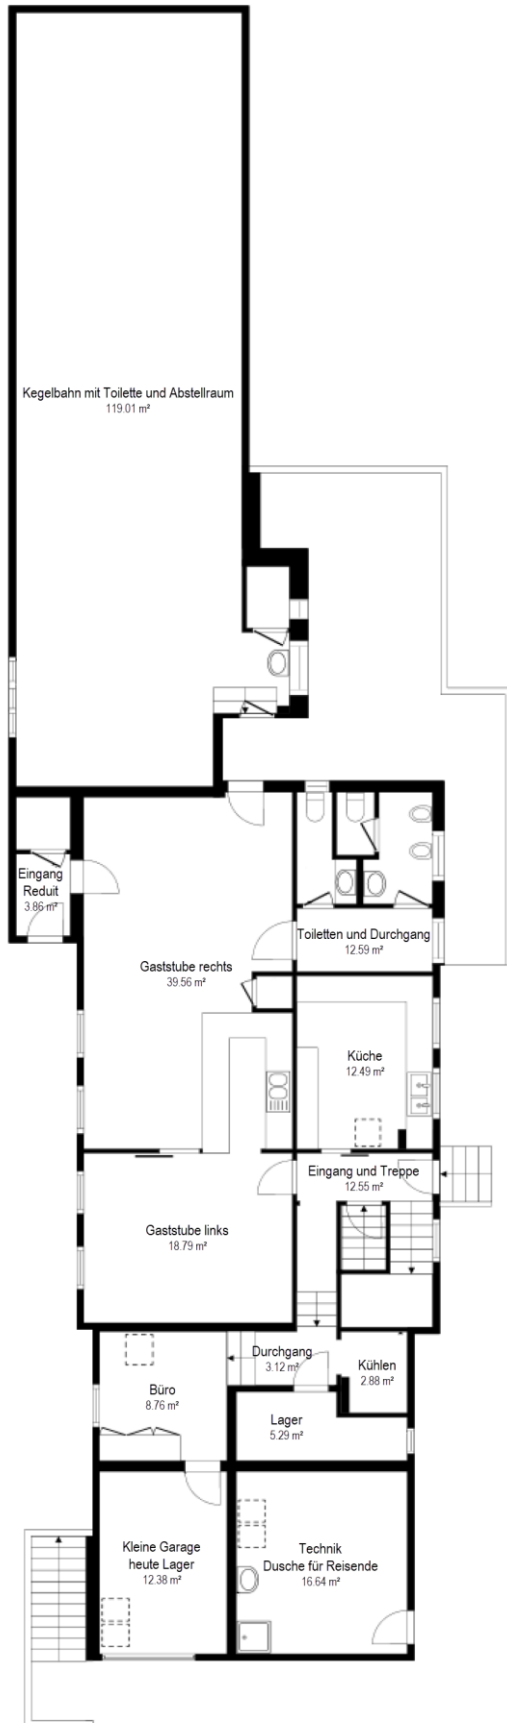 Kegelbahn mit Toilette und Abstellraum
119.01 m²
Eingang
Reduit
3.86 m²
Toiletten und Durchgang
12.59 m²
Gaststube rechts
39.56 m²
Küche
12.49 m²
Eingang und Treppe
12.55 m²
Gaststube links
18.79 m²
Durchgang
3.12 m²
Kühlen
2.88 m²
Büro
8.76 m²
Lager
5.29 m²
Kleine Garage
heute Lager
12.38 m²
Technik
Dusche für Reisende
16.64 m²